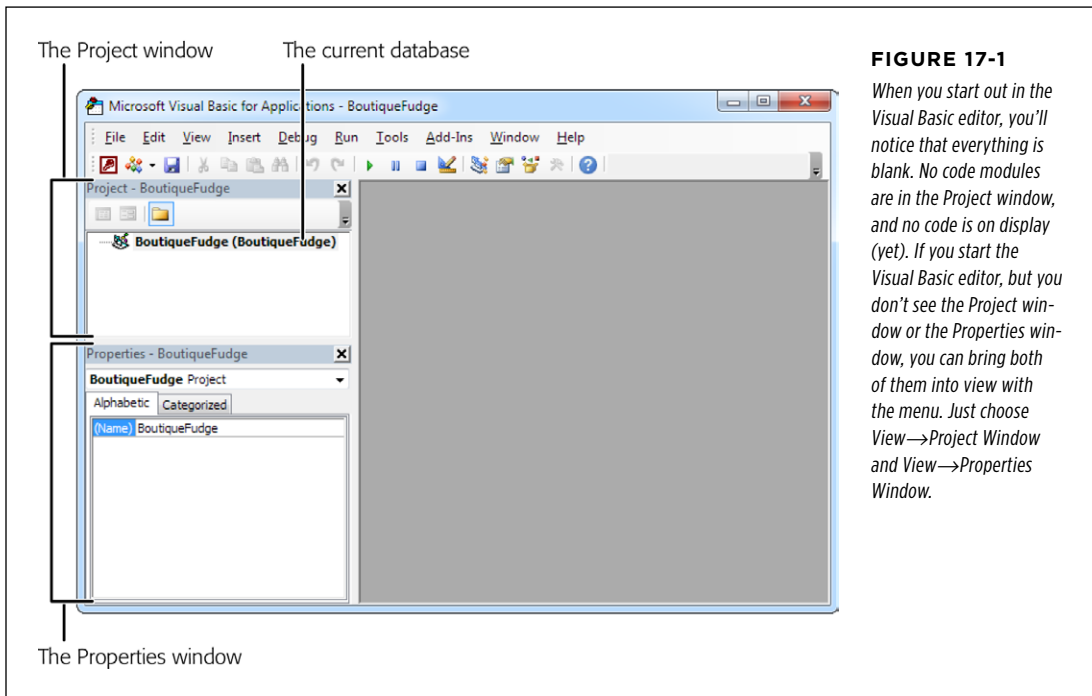 The Project window
The current database
Microsoft Visual Basic for Applications - BoutiqueFudge
File Edit View Insert Debug Run Tools Add-Ins Window Help
Project - BoutiqueFudge
BoutiqueFudge (BoutiqueFudge)
Properties - BoutiqueFudge
BoutiqueFudge Project
Alphabetic Categorized
(Name) BoutiqueFudge
The Properties window
FIGURE 17-1
When you start out in the
Visual Basic editor, you’ll
notice that everything is
blank. No code modules
are in the Project window,
and no code is on display
(yet). If you start the
Visual Basic editor, but you
don’t see the Project win-
dow or the Properties win-
dow, you can bring both
of them into view with
the menu. Just choose
View→Project Window
and View→Properties
Window.